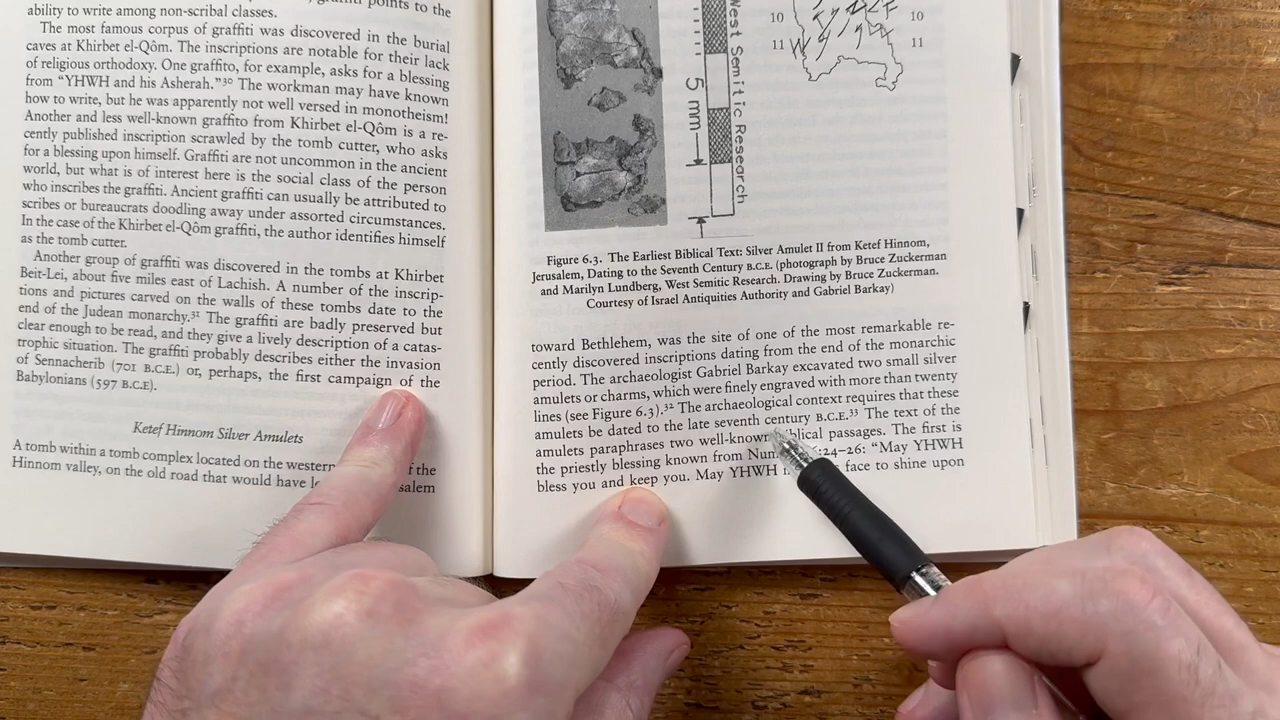 graffiti points to the
ability to write among non-scribal classes.
The most famous corpus of graffiti was discovered in the burial
caves at Khirbet el-Qôm. The inscriptions are notable for their lack
of religious orthodoxy. One graffito, for example, asks for a blessing
from “YHWH and his Asherah.”³⁰ The workman may have known
how to write, but he was apparently not well versed in monotheism!
Another and less well-known graffito from Khirbet el-Qôm is a re-
cently published inscription scrawled by the tomb cutter, who asks
for a blessing upon himself. Graffiti are not uncommon in the ancient
world, but what is of interest here is the social class of the person
who inscribes the graffiti. Ancient graffiti can usually be attributed to
scribes or bureaucrats doodling away under assorted circumstances.
In the case of the Khirbet el-Qôm graffiti, the author identifies himself
as the tomb cutter.
Another group of graffiti was discovered in the tombs at Khirbet
Beit-Lei, about five miles east of Lachish. A number of the inscrip-
tions and pictures carved on the walls of these tombs date to the
end of the Judean monarchy.³¹ The graffiti are badly preserved but
clear enough to be read, and they give a lively description of a catas-
trophic situation. The graffiti probably describes either the invasion
of Sennacherib (701 B.C.E.) or, perhaps, the first campaign of the
Babylonians (597 B.C.E.).
Ketef Hinnom Silver Amulets
A tomb within a tomb complex located on the western of the
Hinnom valley, on the old road that would have
West Semitic Research
5 mm
10 10
11 11
Figure 6.3. The Earliest Biblical Text: Silver Amulet II from Ketef Hinnom,
Jerusalem, Dating to the Seventh Century B.C.E. (photograph by Bruce Zuckerman
and Marilyn Lundberg, West Semitic Research. Drawing by Bruce Zuckerman.
Courtesy of Israel Antiquities Authority and Gabriel Barkay)
toward Bethlehem, was the site of one of the most remarkable re-
cently discovered inscriptions dating from the end of the monarchic
period. The archaeologist Gabriel Barkay excavated two small silver
amulets or charms, which were finely engraved with more than twenty
lines (see Figure 6.3).³² The archaeological context requires that these
amulets be dated to the late seventh century B.C.E.³³ The text of the
amulets paraphrases two well-known biblical passages. The first is
the priestly blessing known from :24–26: “May YHWH
bless you and keep you. May YHWH face to shine upon